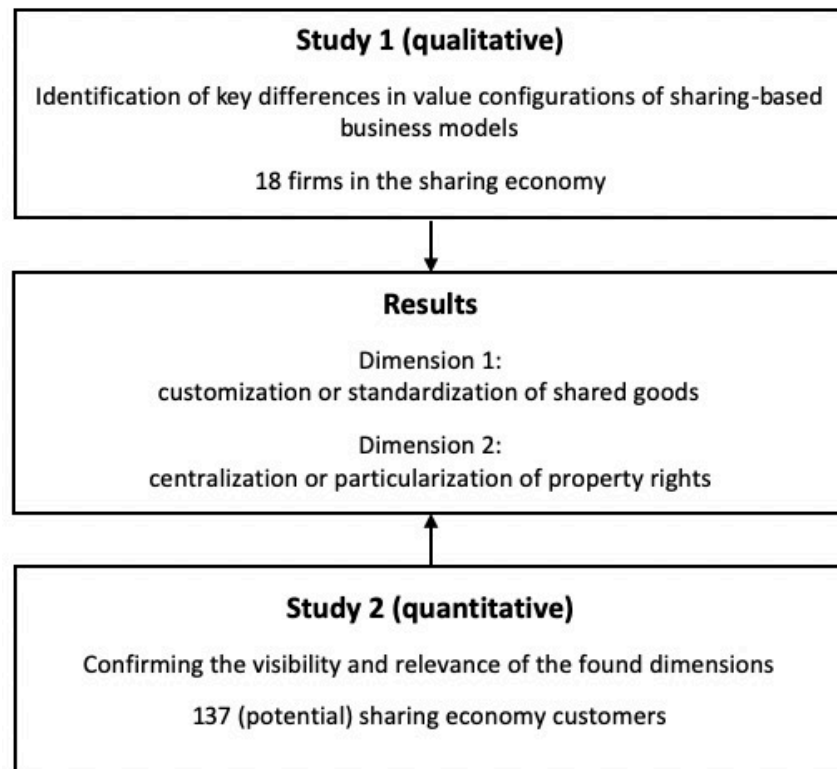 Study 1 (qualitative)
Identification of key differences in value configurations of sharing-based
business models
18 firms in the sharing economy
Results
Dimension 1:
customization or standardization of shared goods
Dimension 2:
centralization or particularization of property rights
Study 2 (quantitative)
Confirming the visibility and relevance of the found dimensions
137 (potential) sharing economy customers